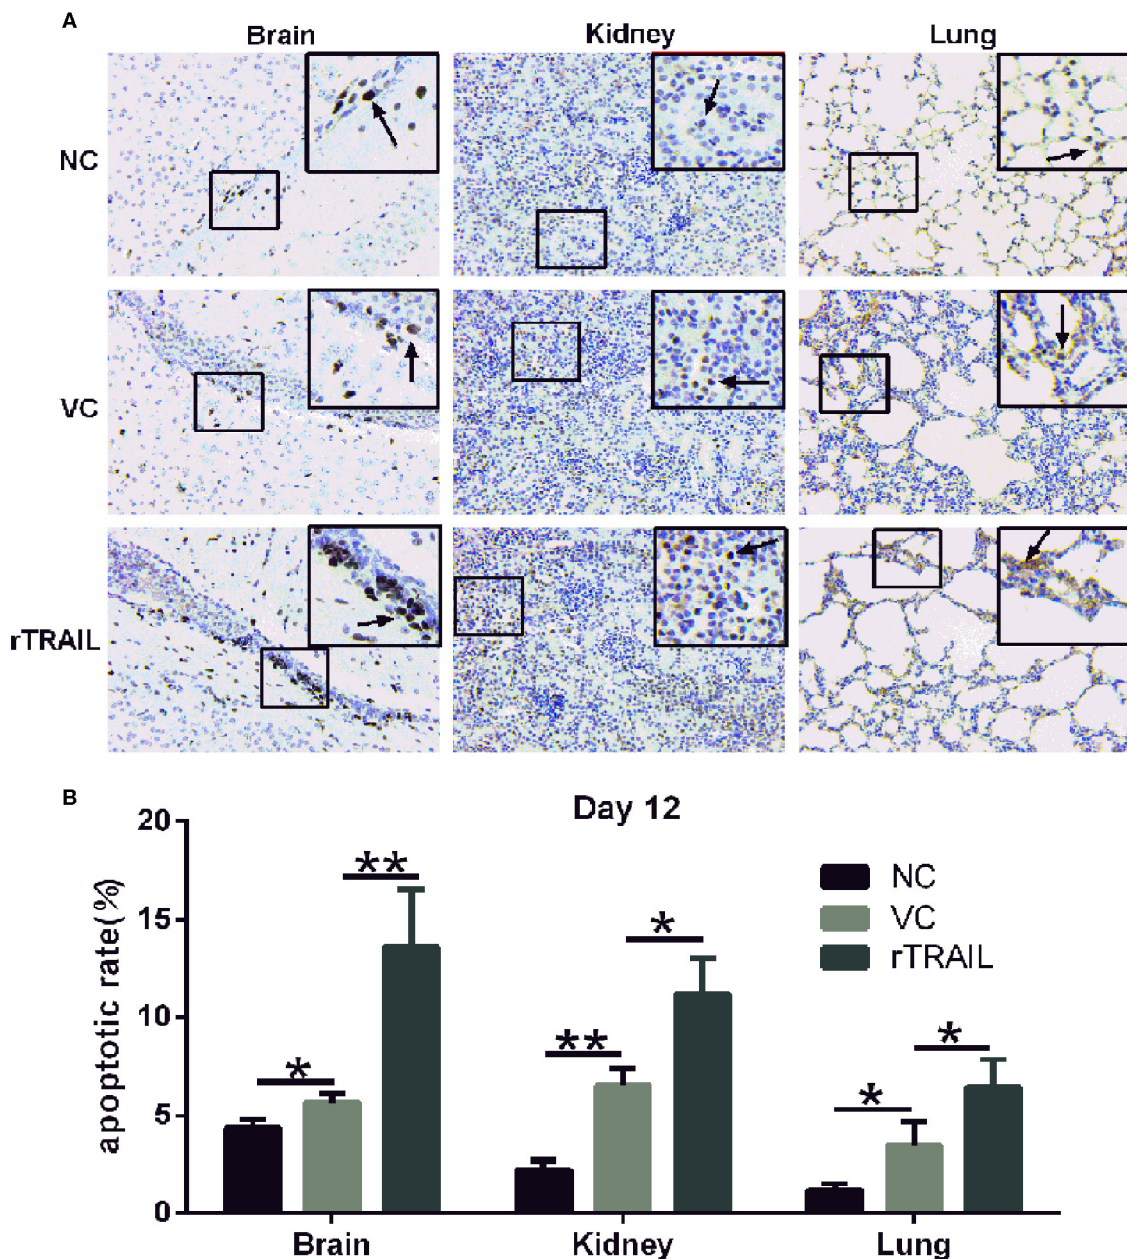 A
Brain Kidney Lung
NC
VC
rTRAIL
B
Day 12
20
15
10
5
0
apoptotic rate(%)
** * ** * * *
NC
VC
rTRAIL
Brain Kidney Lung